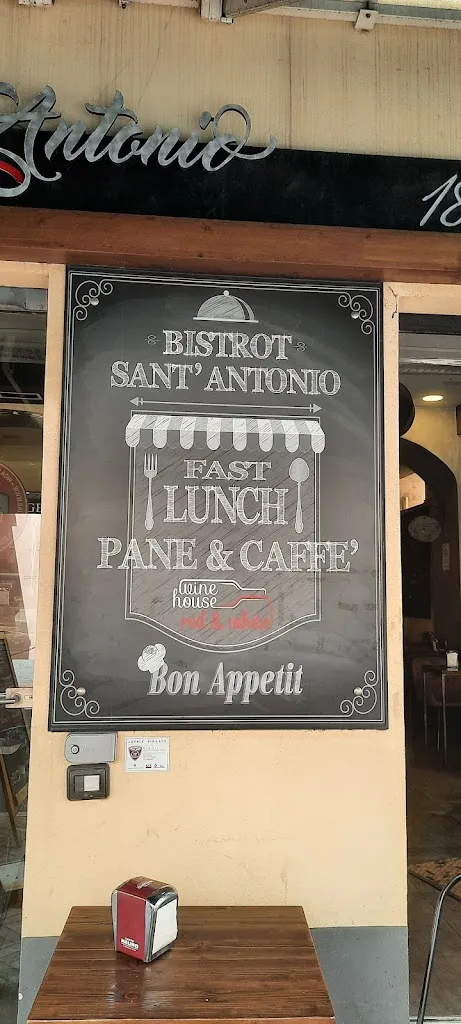 Antonio
18
BISTROT
SANT' ANTONIO
FAST
LUNCH
PANE & CAFFE'
wine
house
red & white
Bon Appetit